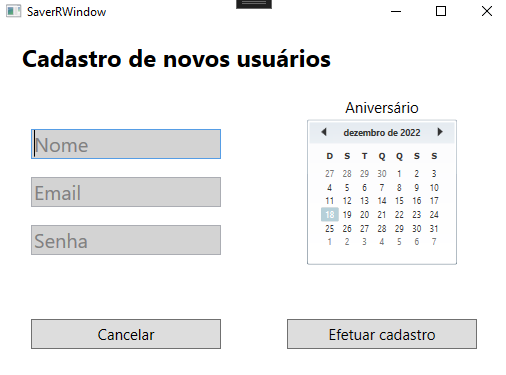 SaverRWindow
Cadastro de novos usuários
Nome
Email
Senha
Aniversário
dezembro de 2022
D S T Q Q S S
27 28 29 30 1 2 3
4 5 6 7 8 9 10
11 12 13 14 15 16 17
18 19 20 21 22 23 24
25 26 27 28 29 30 31
1 2 3 4 5 6 7
Cancelar
Efetuar cadastro